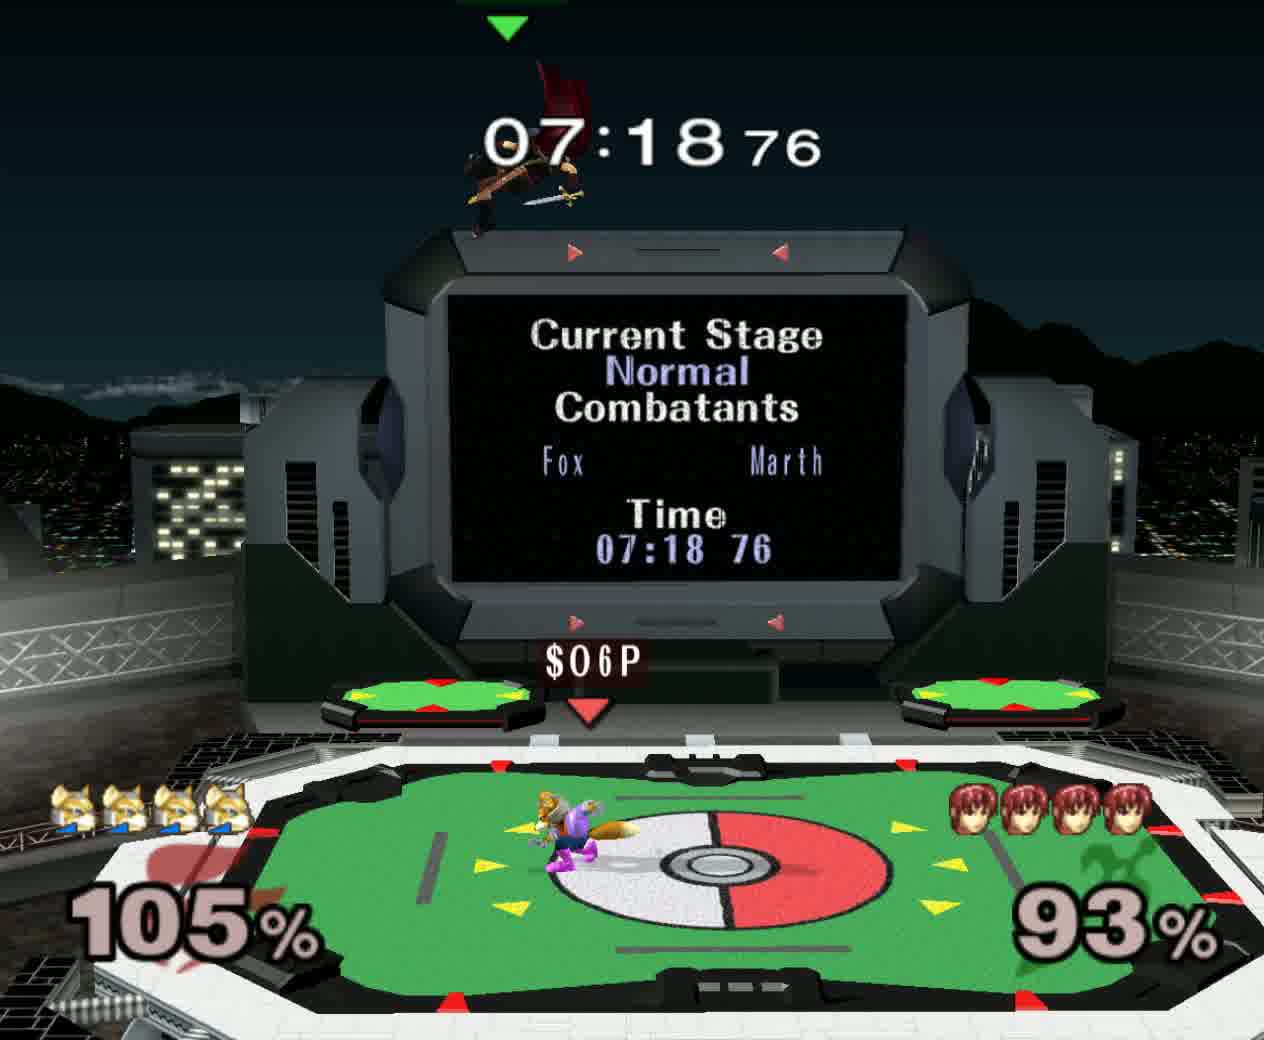 07:18 76
Current Stage
Normal
Combatants
Fox Marth
Time
07:18 76
$06P
105%
93%